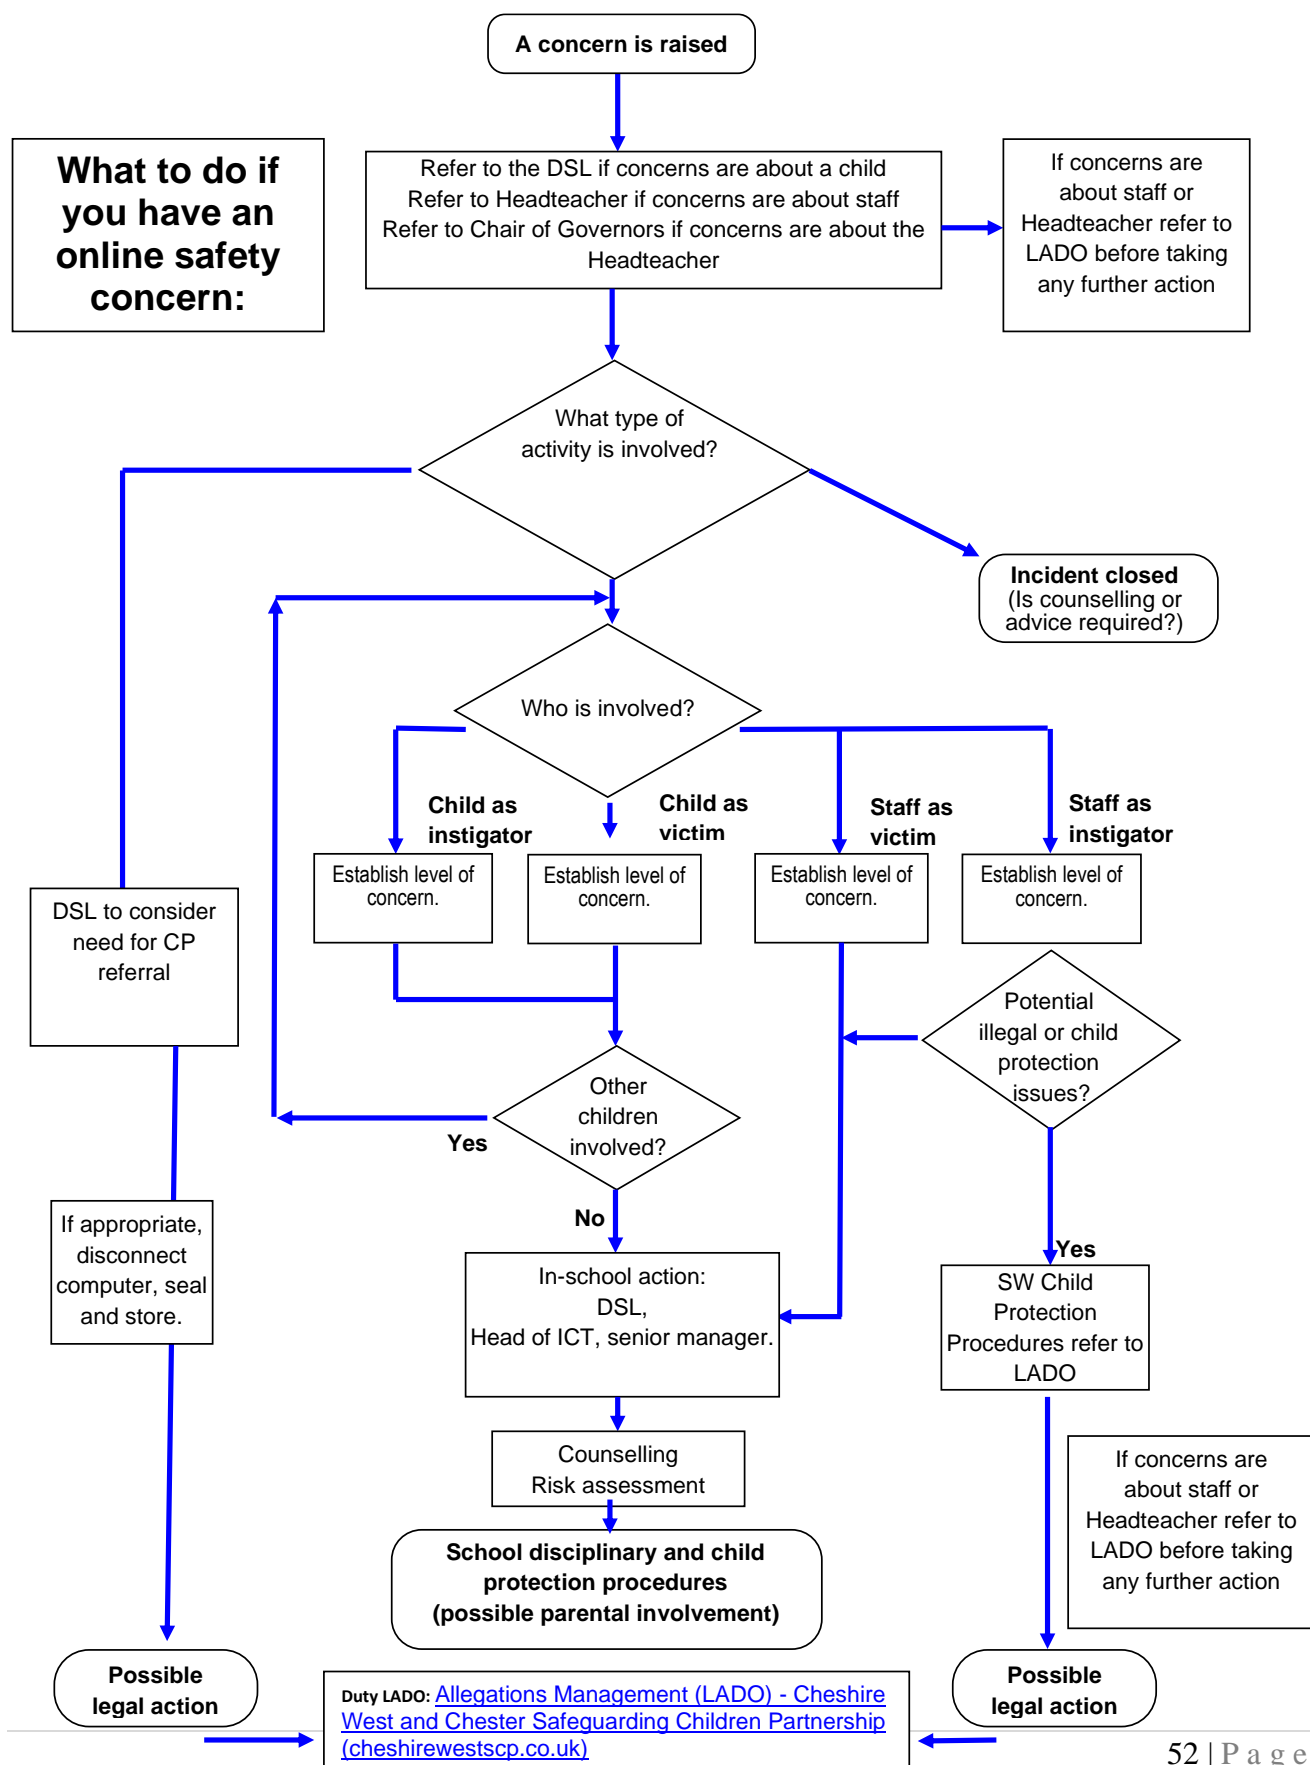 A concern is raised
What to do if
you have an
online safety
concern:
Refer to the DSL if concerns are about a child
Refer to Headteacher if concerns are about staff
Refer to Chair of Governors if concerns are about the
Headteacher
If concerns are
about staff or
Headteacher refer to
LADO before taking
any further action
What type of
activity is involved?
Incident closed
(Is counselling or
advice required?)
Who is involved?
Child as
instigator
Child as
victim
Staff as
victim
Staff as
instigator
Establish level of
concern.
Establish level of
concern.
Establish level of
concern.
Establish level of
concern.
DSL to consider
need for CP
referral
Potential
illegal or child
protection
issues?
Other
children
involved?
Yes
No
If appropriate,
disconnect
computer, seal
and store.
Yes
In-school action:
DSL,
Head of ICT, senior manager.
SW Child
Protection
Procedures refer to
LADO
Counselling
Risk assessment
If concerns are
about staff or
Headteacher refer to
LADO before taking
any further action
School disciplinary and child
protection procedures
(possible parental involvement)
Possible
legal action
Possible
legal action
Duty LADO: Allegations Management (LADO) - Cheshire
West and Chester Safeguarding Children Partnership
(cheshirewestscp.co.uk)
52 | P a g e